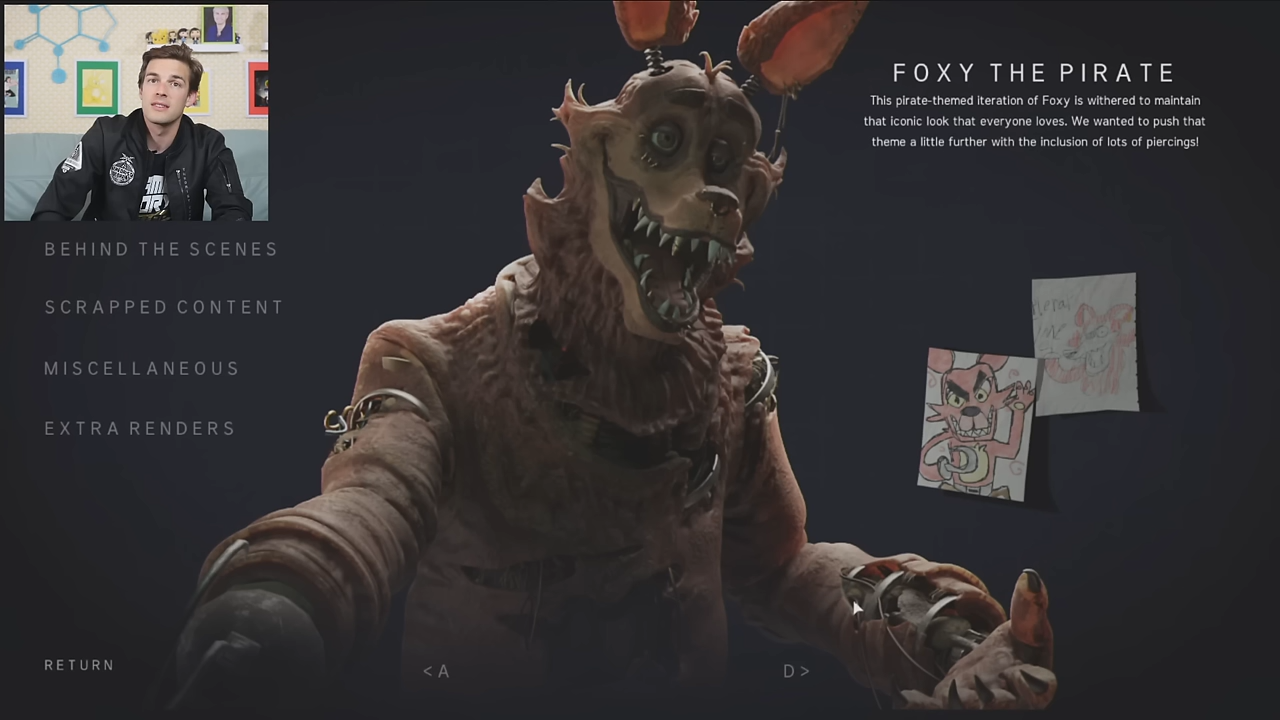 FOXY THE PIRATE
This pirate-themed iteration of Foxy is withered to maintain
that iconic look that everyone loves. We wanted to push that
theme a little further with the inclusion of lots of piercings!
BEHIND THE SCENES
SCRAPPED CONTENT
MISCELLANEOUS
EXTRA RENDERS
RETURN
< A
D >